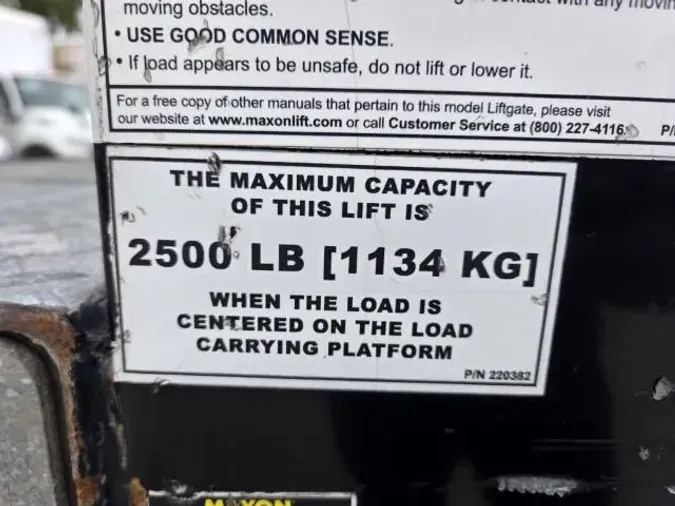 moving obstacles.
• USE GOOD COMMON SENSE.
• If load appears to be unsafe, do not lift or lower it.
For a free copy of other manuals that pertain to this model Liftgate, please visit
our website at www.maxonlift.com or call Customer Service at (800) 227-4116.
THE MAXIMUM CAPACITY
OF THIS LIFT IS
2500 LB [1134 KG]
WHEN THE LOAD IS
CENTERED ON THE LOAD
CARRYING PLATFORM
P/N 220382
MAXON